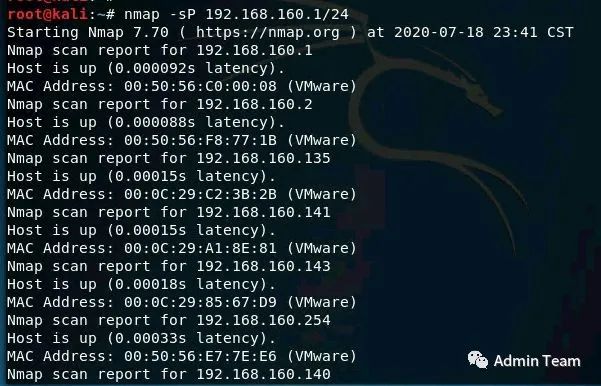 root@kali:~# nmap -sP 192.168.160.1/24
Starting Nmap 7.70 ( https://nmap.org ) at 2020-07-18 23:41 CST
Nmap scan report for 192.168.160.1
Host is up (0.000092s latency).
MAC Address: 00:50:56:C0:00:08 (VMware)
Nmap scan report for 192.168.160.2
Host is up (0.000088s latency).
MAC Address: 00:50:56:F8:77:1B (VMware)
Nmap scan report for 192.168.160.135
Host is up (0.00015s latency).
MAC Address: 00:0C:29:C2:3B:2B (VMware)
Nmap scan report for 192.168.160.141
Host is up (0.00015s latency).
MAC Address: 00:0C:29:A1:8E:81 (VMware)
Nmap scan report for 192.168.160.143
Host is up (0.00018s latency).
MAC Address: 00:0C:29:85:67:D9 (VMware)
Nmap scan report for 192.168.160.254
Host is up (0.00033s latency).
MAC Address: 00:50:56:E7:7E:E6 (VMware)
Nmap scan report for 192.168.160.140
Admin Team